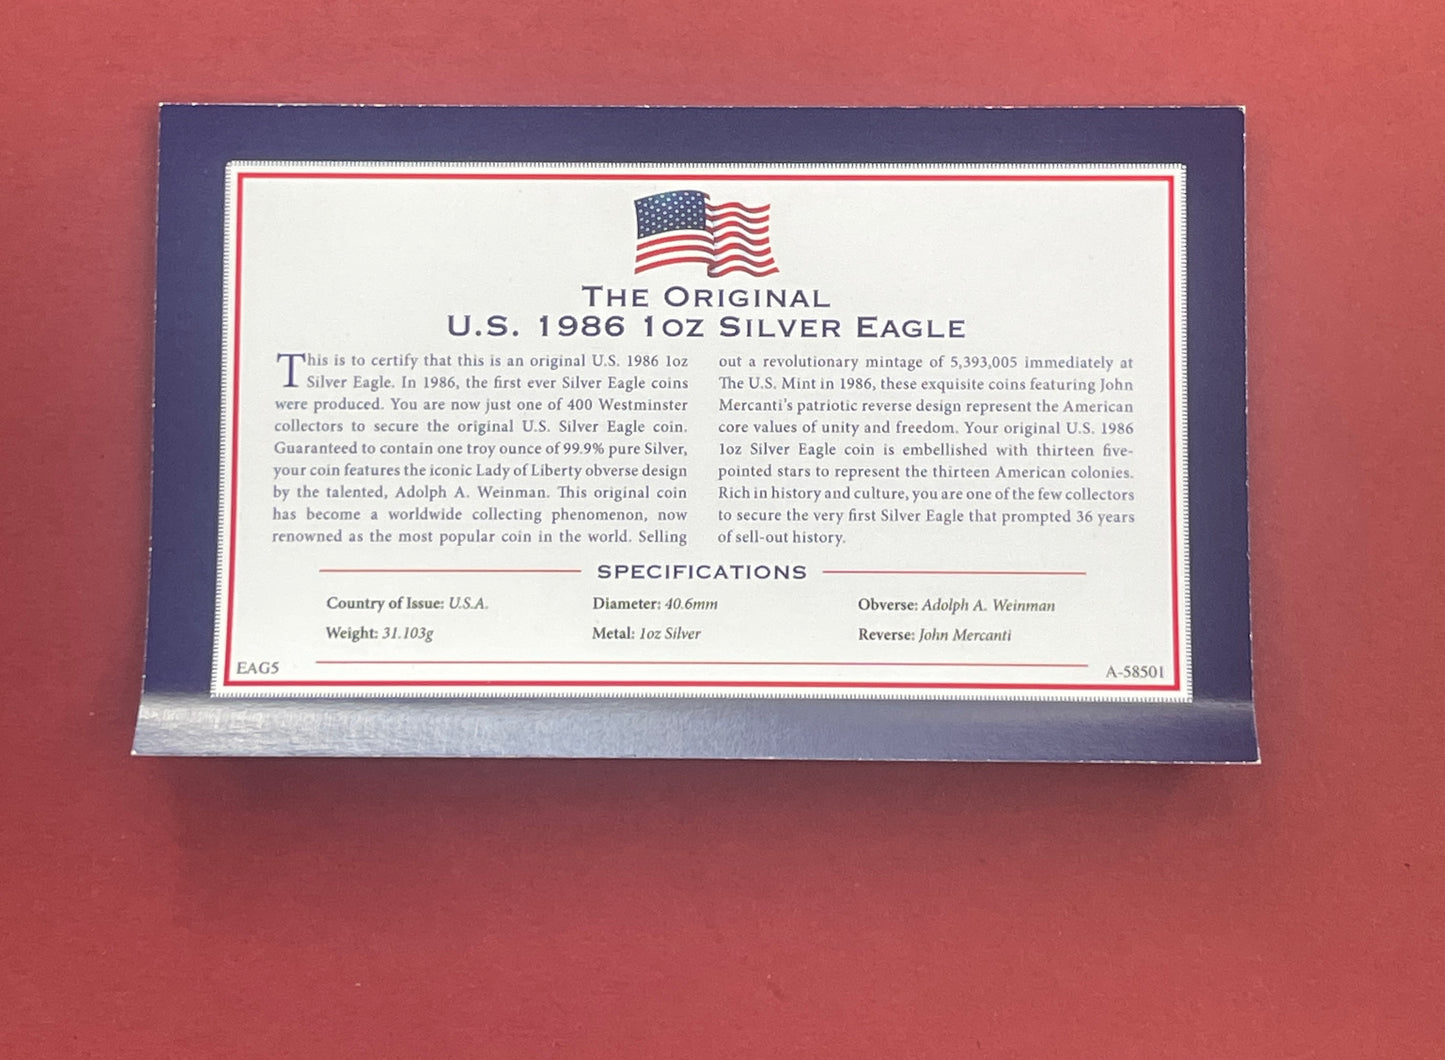 THE ORIGINAL
U.S. 1986 1OZ SILVER EAGLE
This is to certify that this is an original U.S. 1986 1oz
Silver Eagle. In 1986, the first ever Silver Eagle coins
were produced. You are now just one of 400 Westminster
collectors to secure the original U.S. Silver Eagle coin.
Guaranteed to contain one troy ounce of 99.9% pure Silver,
your coin features the iconic Lady of Liberty obverse design
by the talented, Adolph A. Weinman. This original coin
has become a worldwide collecting phenomenon, now
renowned as the most popular coin in the world. Selling
out a revolutionary mintage of 5,393,005 immediately at
The U.S. Mint in 1986, these exquisite coins featuring John
Mercanti's patriotic reverse design represent the American
core values of unity and freedom. Your original U.S. 1986
1oz Silver Eagle coin is embellished with thirteen five-
pointed stars to represent the thirteen American colonies.
Rich in history and culture, you are one of the few collectors
to secure the very first Silver Eagle that prompted 36 years
of sell-out history.
SPECIFICATIONS
Country of Issue: U.S.A.
Weight: 31.103g
Diameter: 40.6mm
Metal: 1oz Silver
Obverse: Adolph A. Weinman
Reverse: John Mercanti
EAG5
A-58501